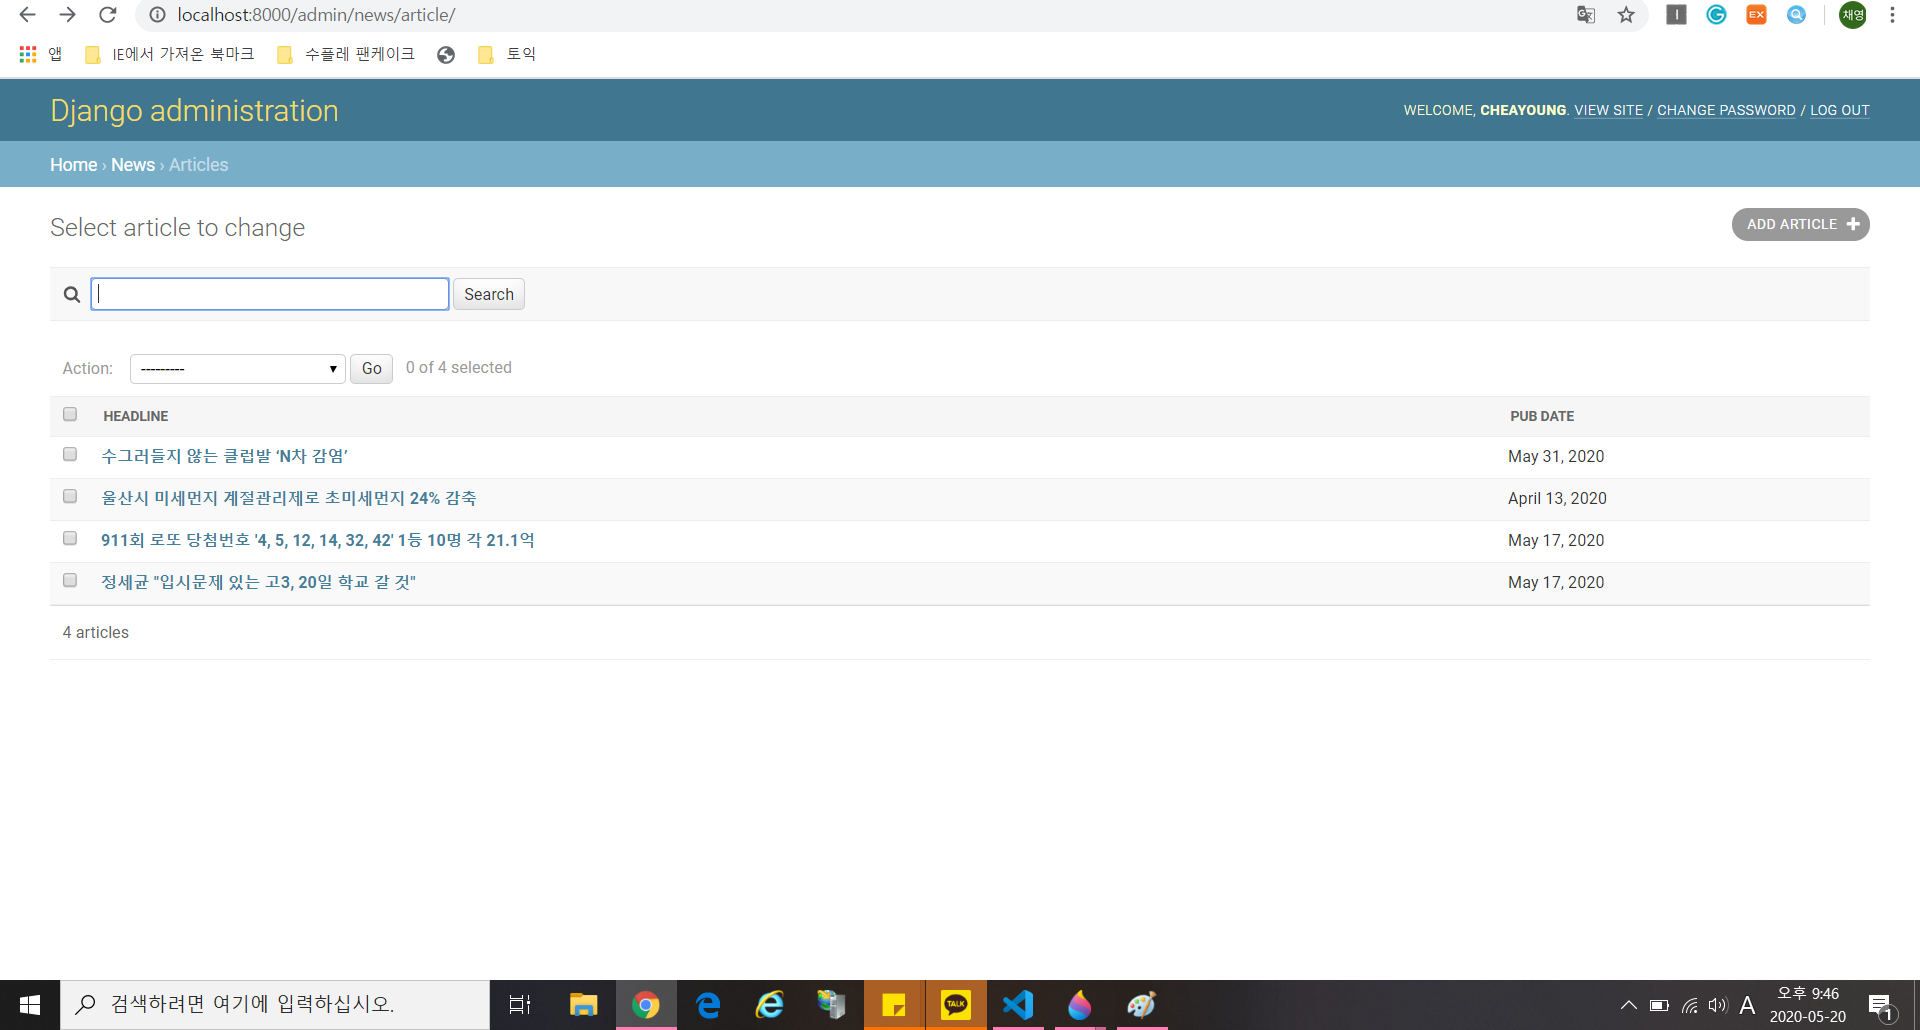 localhost:8000/admin/news/article/
채영
앱 IE에서 가져온 북마크 수플레 팬케이크 토익
Django administration
WELCOME, CHEAYOUNG. VIEW SITE / CHANGE PASSWORD / LOG OUT
Home › News › Articles
Select article to change
ADD ARTICLE +
Search
Action: --------- Go 0 of 4 selected
HEADLINE PUB DATE
수그러들지 않는 클럽발 ‘N차 감염’ May 31, 2020
울산시 미세먼지 계절관리제로 초미세먼지 24% 감축 April 13, 2020
911회 로또 당첨번호 '4, 5, 12, 14, 32, 42' 1등 10명 각 21.1억 May 17, 2020
정세균 "입시문제 있는 고3, 20일 학교 갈 것" May 17, 2020
4 articles
검색하려면 여기에 입력하십시오.
TALK
A
오후 9:46
2020-05-20
1